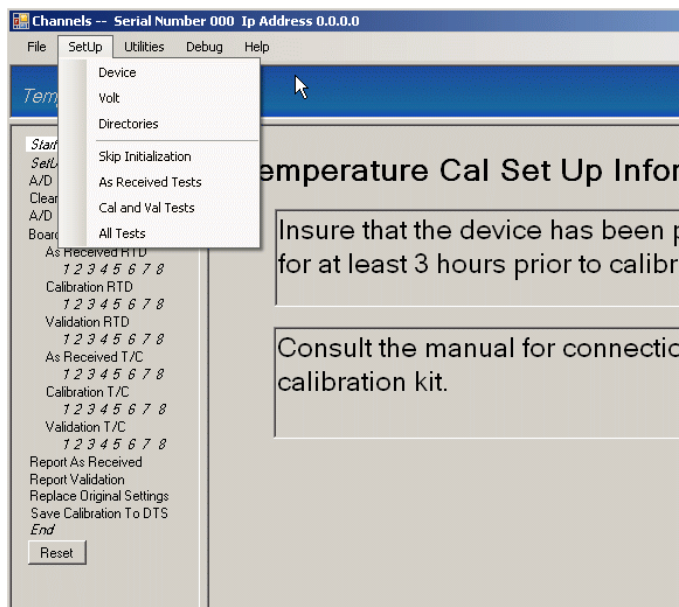 Channels -- Serial Number 000 Ip Address 0.0.0.0
File SetUp Utilities Debug Help
Device
Volt
Directories
Skip Initialization
As Received Tests
Cal and Val Tests
All Tests
Tem
Start
SetU
A/D
Clear
A/D
Board
As Received RTD
1 2 3 4 5 6 7 8
Calibration RTD
1 2 3 4 5 6 7 8
Validation RTD
1 2 3 4 5 6 7 8
As Received T/C
1 2 3 4 5 6 7 8
Calibration T/C
1 2 3 4 5 6 7 8
Validation T/C
1 2 3 4 5 6 7 8
Report As Received
Report Validation
Replace Original Settings
Save Calibration To DTS
End
Reset
emperature Cal Set Up Infor
Insure that the device has been p
for at least 3 hours prior to calibr
Consult the manual for connectio
calibration kit.